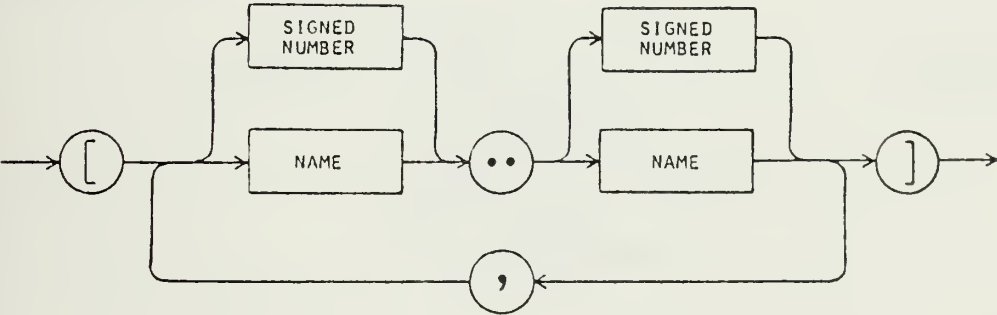 SIGNED
NUMBER
SIGNED
NUMBER
[
NAME
..
NAME
]
,